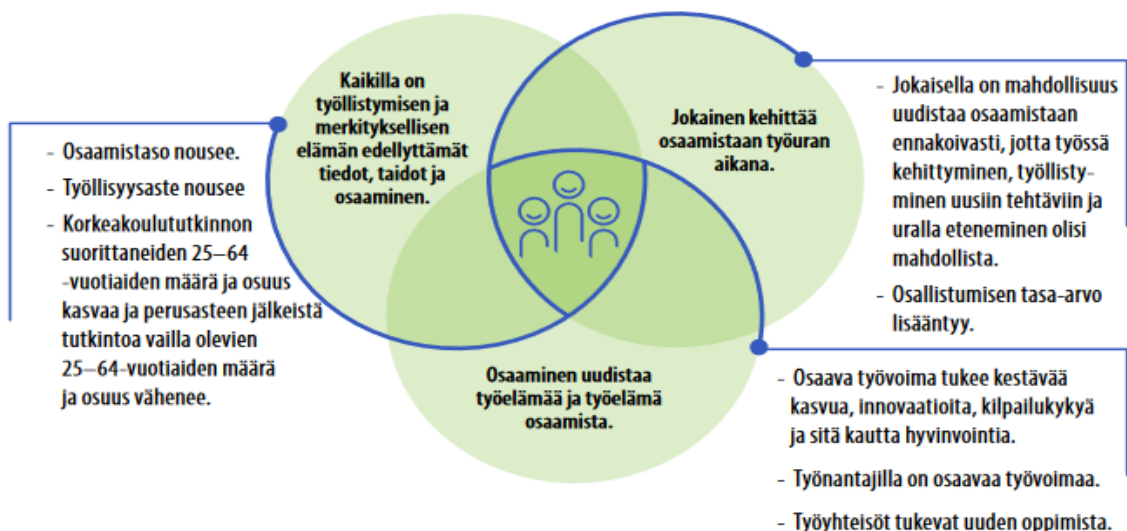 Kaikilla on
työllistymisen ja
merkityksellisen
elämän edellyttämät
tiedot, taidot ja
osaaminen.
- Osaamistaso nousee.
- Työllisyysaste nousee
- Korkeakoulututkinnon
suorittaneiden 25–64
-vuotiaiden määrä ja osuus
kasvaa ja perusasteen jälkeistä
tutkintoa vailla olevien
25–64-vuotiaiden määrä
ja osuus vähenee.
Jokainen kehittää
osaamistaan työuran
aikana.
- Jokaisella on mahdollisuus
uudistaa osaamistaan
ennakoivasti, jotta työssä
kehittyminen, työllisty-
minen uusiin tehtäviin ja
uralla eteneminen olisi
mahdollista.
- Osallistumisen tasa-arvo
lisääntyy.
Osaaminen uudistaa
työelämää ja työelämä
osaamista.
- Osaava työvoima tukee kestävää
kasvua, innovaatioita, kilpailukykyä
ja sitä kautta hyvinvointia.
- Työnantajilla on osaavaa työvoimaa.
- Työyhteisöt tukevat uuden oppimista.